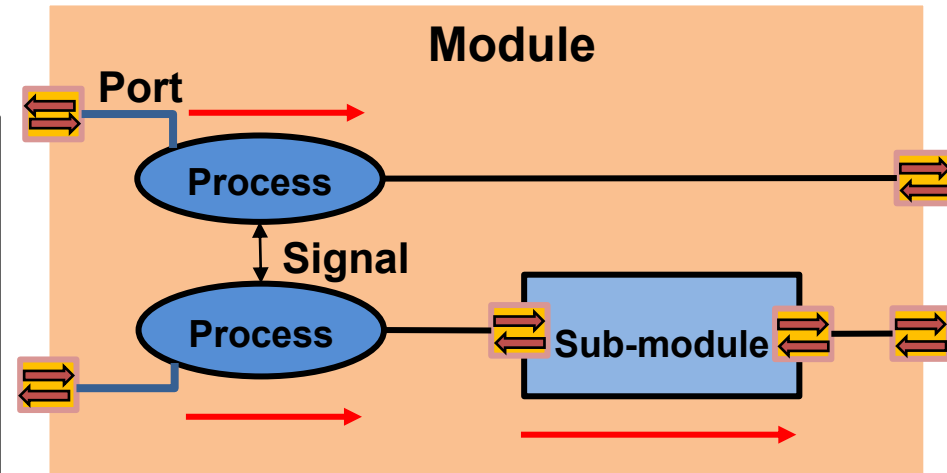 Module
Port
Process
Signal
Process
Sub-module